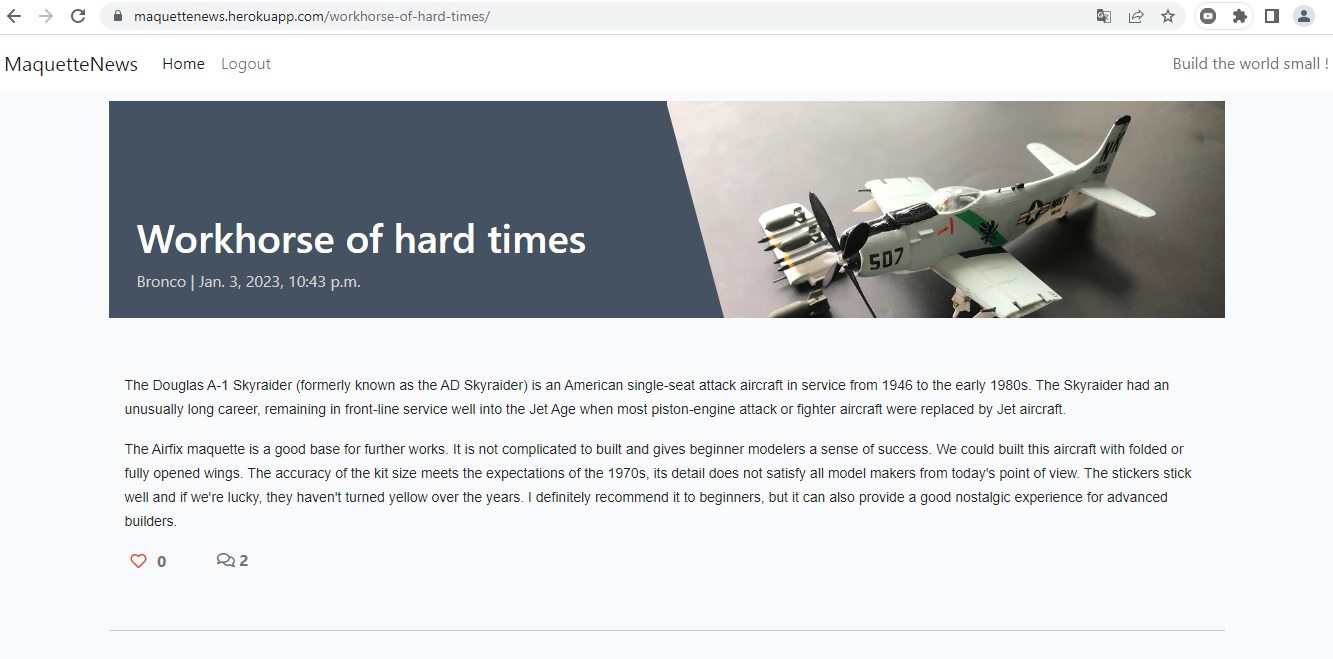 maquettenews.herokuapp.com/workhorse-of-hard-times/
MaquetteNews Home Logout Build the world small !
Workhorse of hard times
Bronco | Jan. 3, 2023, 10:43 p.m.
507
NAVY
The Douglas A-1 Skyraider (formerly known as the AD Skyraider) is an American single-seat attack aircraft in service from 1946 to the early 1980s. The Skyraider had an
unusually long career, remaining in front-line service well into the Jet Age when most piston-engine attack or fighter aircraft were replaced by Jet aircraft.
The Airfix maquette is a good base for further works. It is not complicated to built and gives beginner modelers a sense of success. We could built this aircraft with folded or
fully opened wings. The accuracy of the kit size meets the expectations of the 1970s, its detail does not satisfy all model makers from today's point of view. The stickers stick
well and if we're lucky, they haven't turned yellow over the years. I definitely recommend it to beginners, but it can also provide a good nostalgic experience for advanced
builders.
0 2